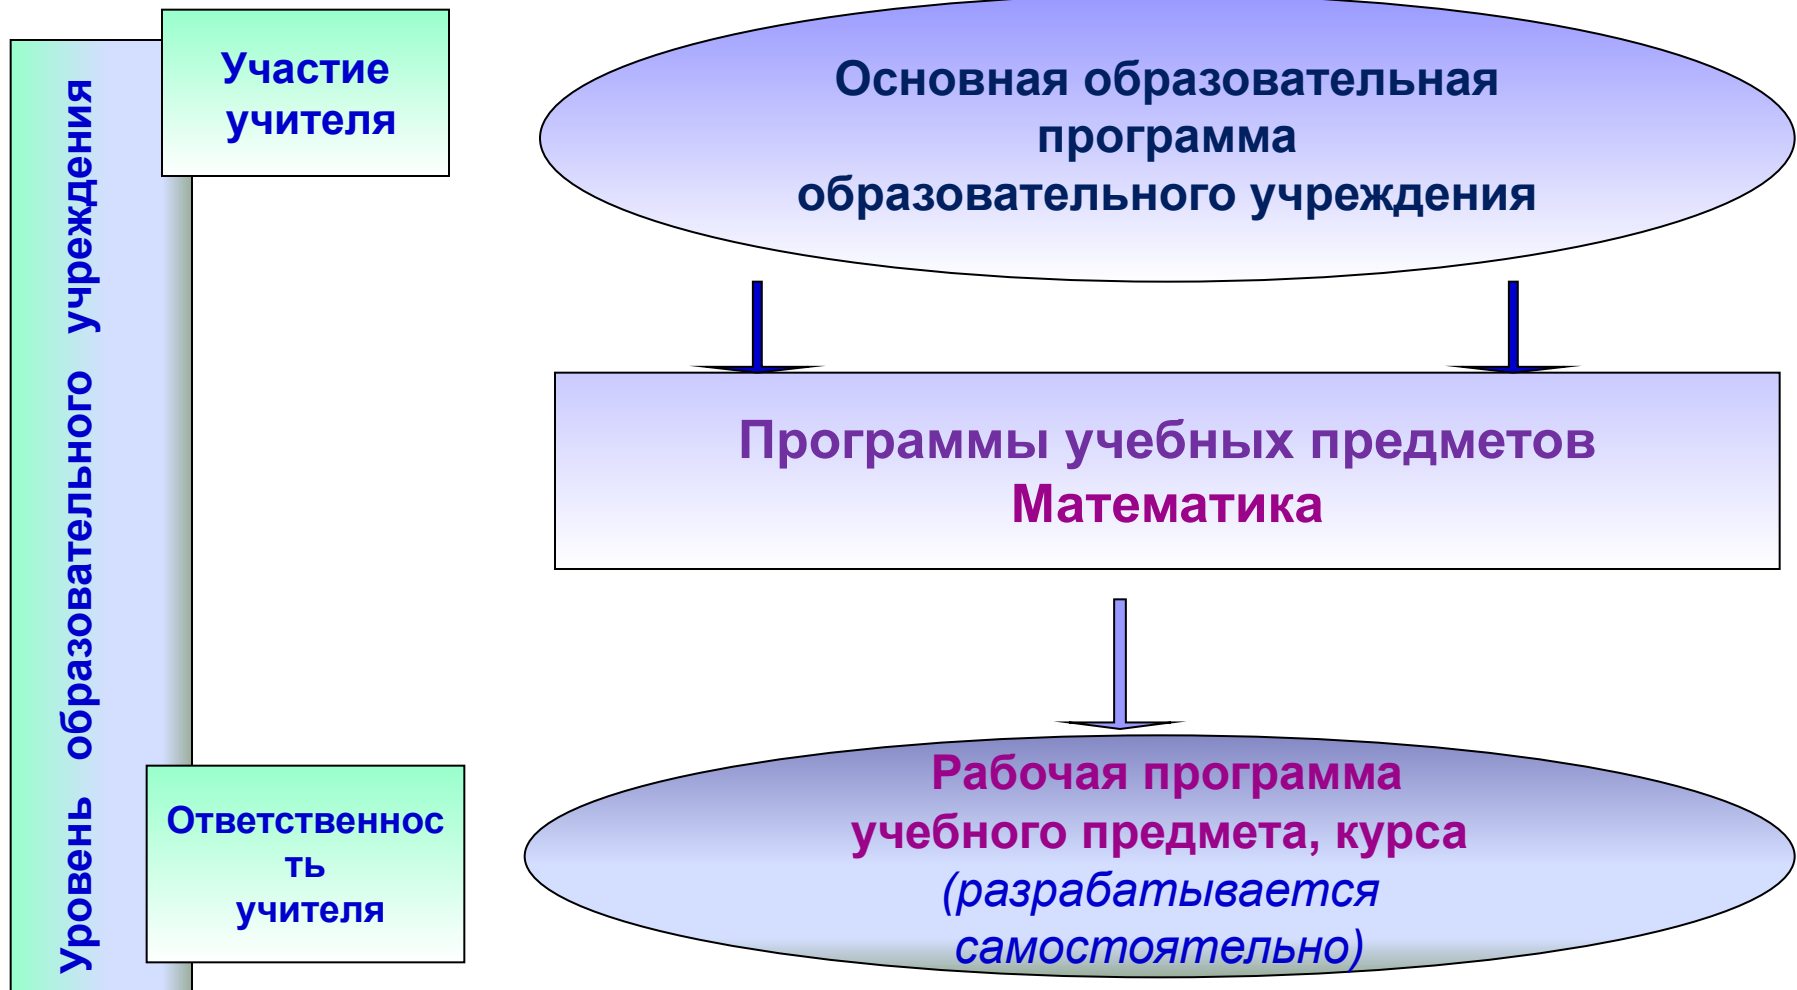 Уровень образовательного учреждения
Участие
учителя
Основная образовательная
программа
образовательного учреждения
Программы учебных предметов
Математика
Ответственнос
ть
учителя
Рабочая программа
учебного предмета, курса
(разрабатывается
самостоятельно)